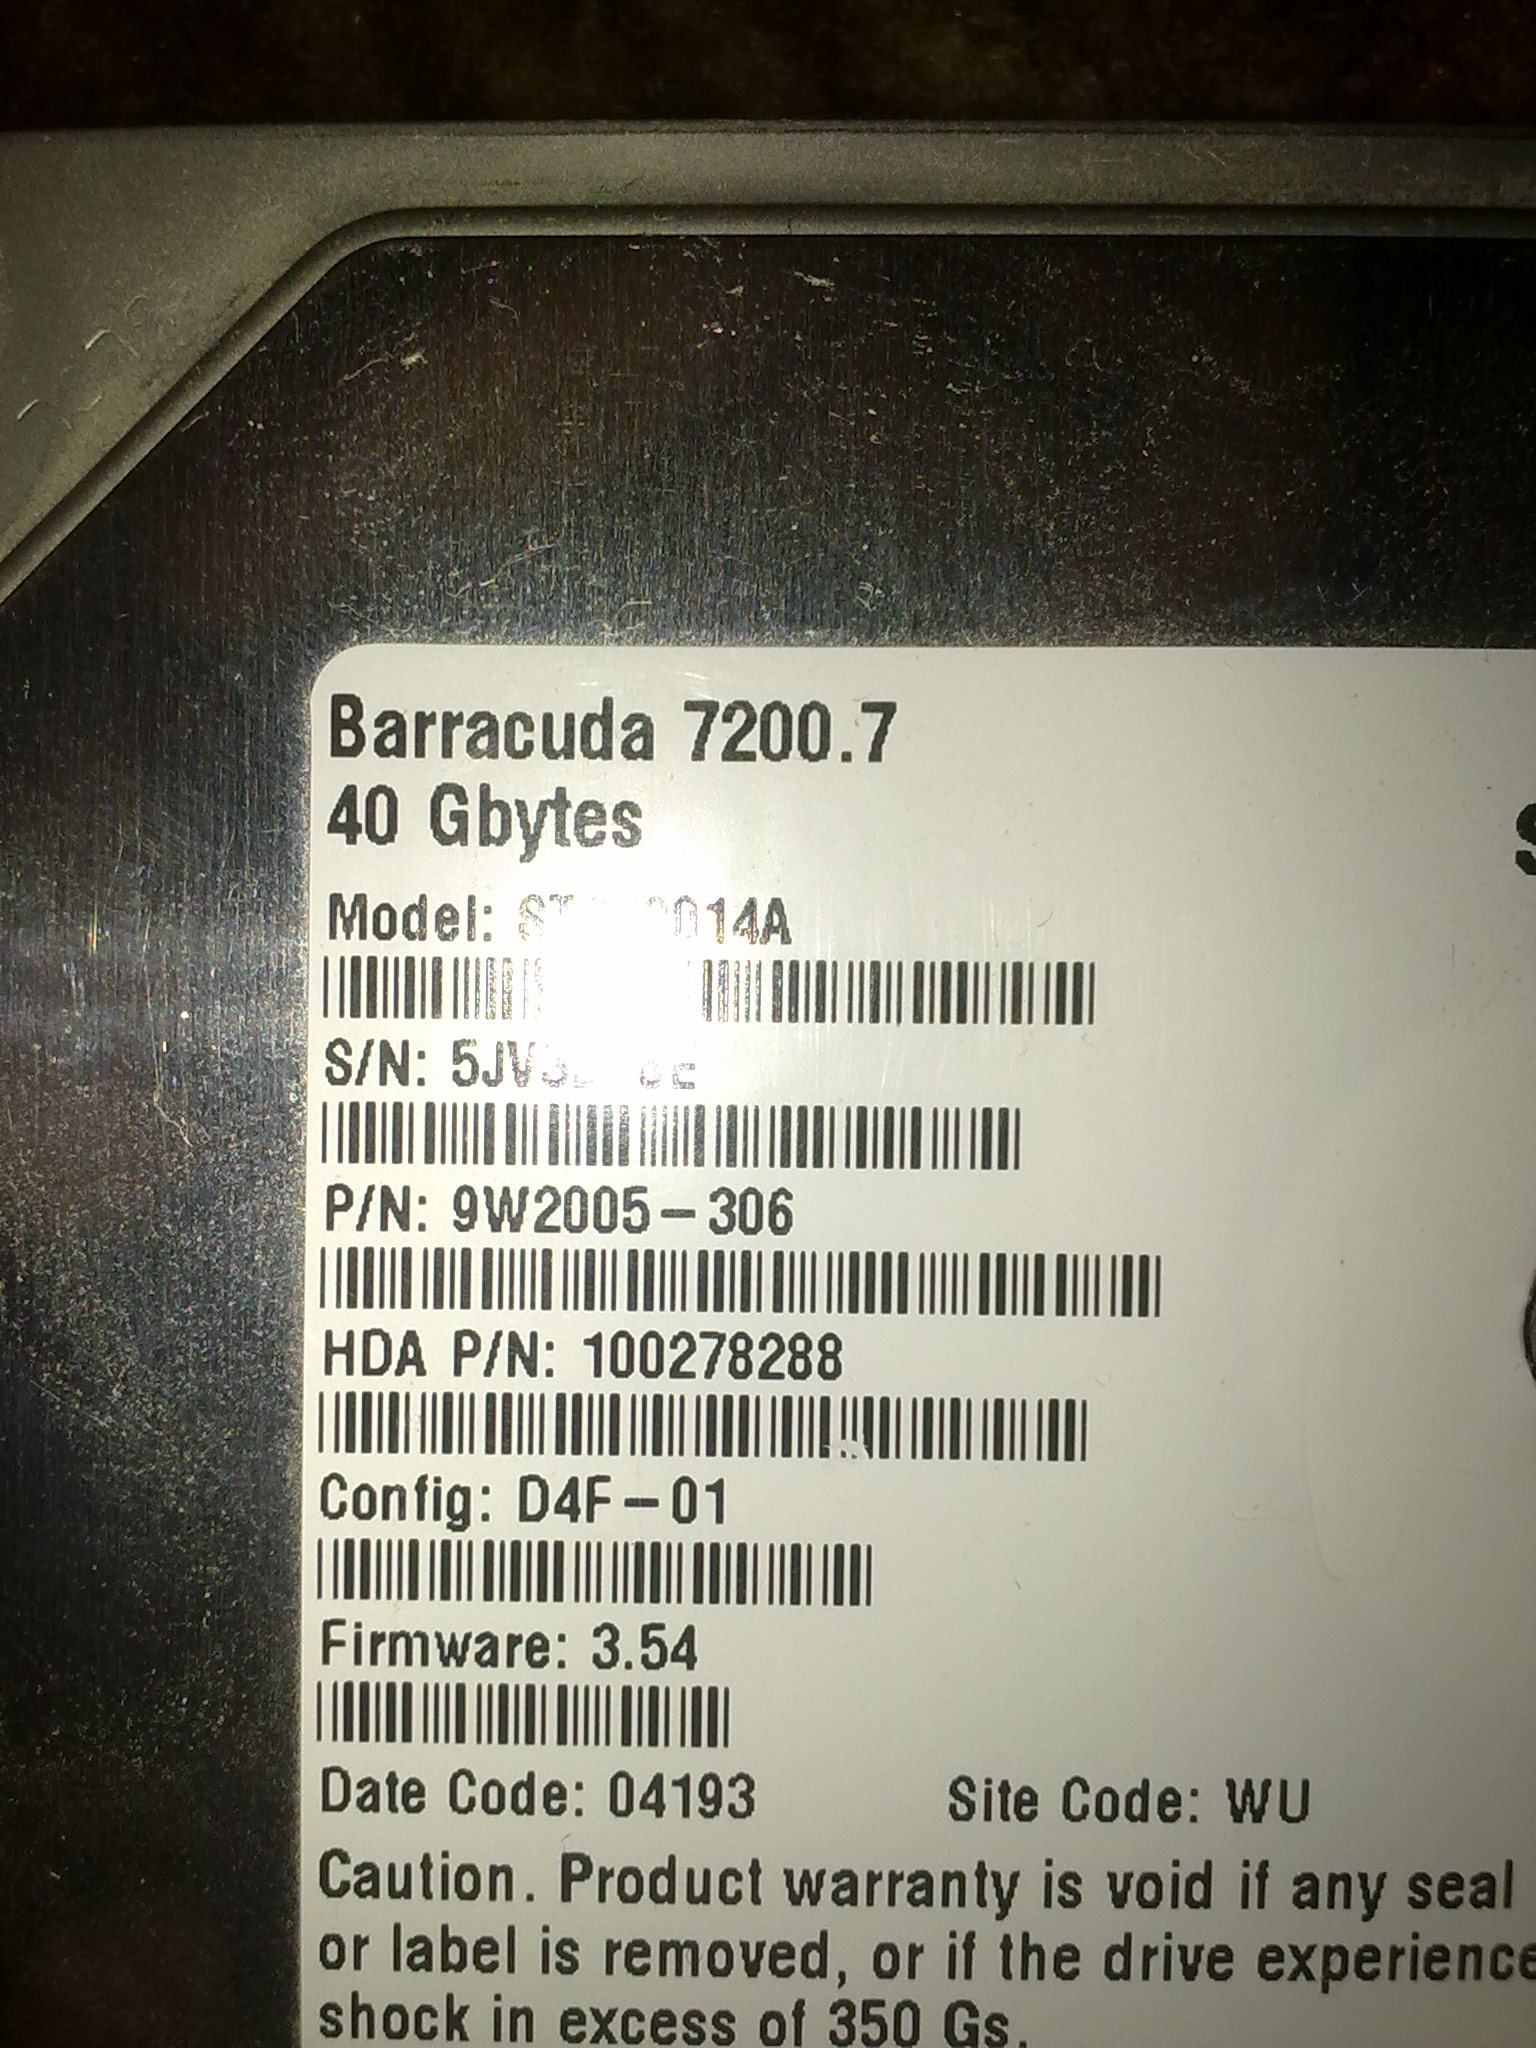 Barracuda 7200.7
40 Gbytes
Model:
S/N:
P/N: 9W2005-306
HDA P/N: 100278288
Config: D4F-01
Firmware: 3.54
Date Code: 04193 Site Code: WU
Caution. Product warranty is void if any seal
or label is removed, or if the drive experience
shock in excess of 350 Gs.